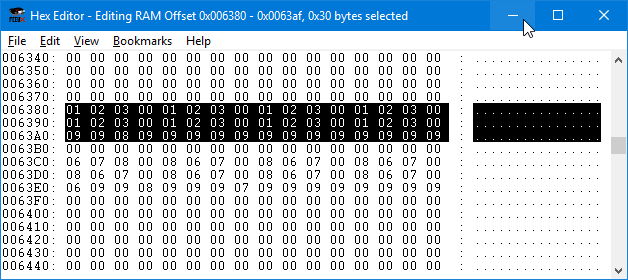 Hex Editor - Editing RAM Offset 0x006380 - 0x0063af, 0x30 bytes selected
File Edit View Bookmarks Help
006340: 00 00 00 00 00 00 00 00 00 00 00 00 00 00 00 00 : ................
006350: 00 00 00 00 00 00 00 00 00 00 00 00 00 00 00 00 : ................
006360: 00 00 00 00 00 00 00 00 00 00 00 00 00 00 00 00 : ................
006370: 00 00 00 00 00 00 00 00 00 00 00 00 00 00 00 00 : ................
006380: 01 02 03 00 01 02 03 00 01 02 03 00 01 02 03 00 : ................
006390: 01 02 03 00 01 02 03 00 01 02 03 00 01 02 03 00 : ................
0063A0: 09 09 08 09 09 09 09 09 09 09 09 09 09 09 09 09 : ................
0063B0: 00 00 00 00 00 00 00 00 00 00 00 00 00 00 00 00 : ................
0063C0: 06 07 08 00 08 06 07 00 08 06 07 00 08 06 07 00 : ................
0063D0: 08 06 07 00 08 06 07 00 08 06 07 00 08 06 07 00 : ................
0063E0: 06 09 09 08 09 09 09 07 09 09 09 09 09 09 09 09 : ................
0063F0: 00 00 00 00 00 00 00 00 00 00 00 00 00 00 00 00 : ................
006400: 00 00 00 00 00 00 00 00 00 00 00 00 00 00 00 00 : ................
006410: 00 00 00 00 00 00 00 00 00 00 00 00 00 00 00 00 : ................
006420: 00 00 00 00 00 00 00 00 00 00 00 00 00 00 00 00 : ................
006430: 00 00 00 00 00 00 00 00 00 00 00 00 00 00 00 00 : ................
006440: 00 00 00 00 00 00 00 00 00 00 00 00 00 00 00 00 : ................